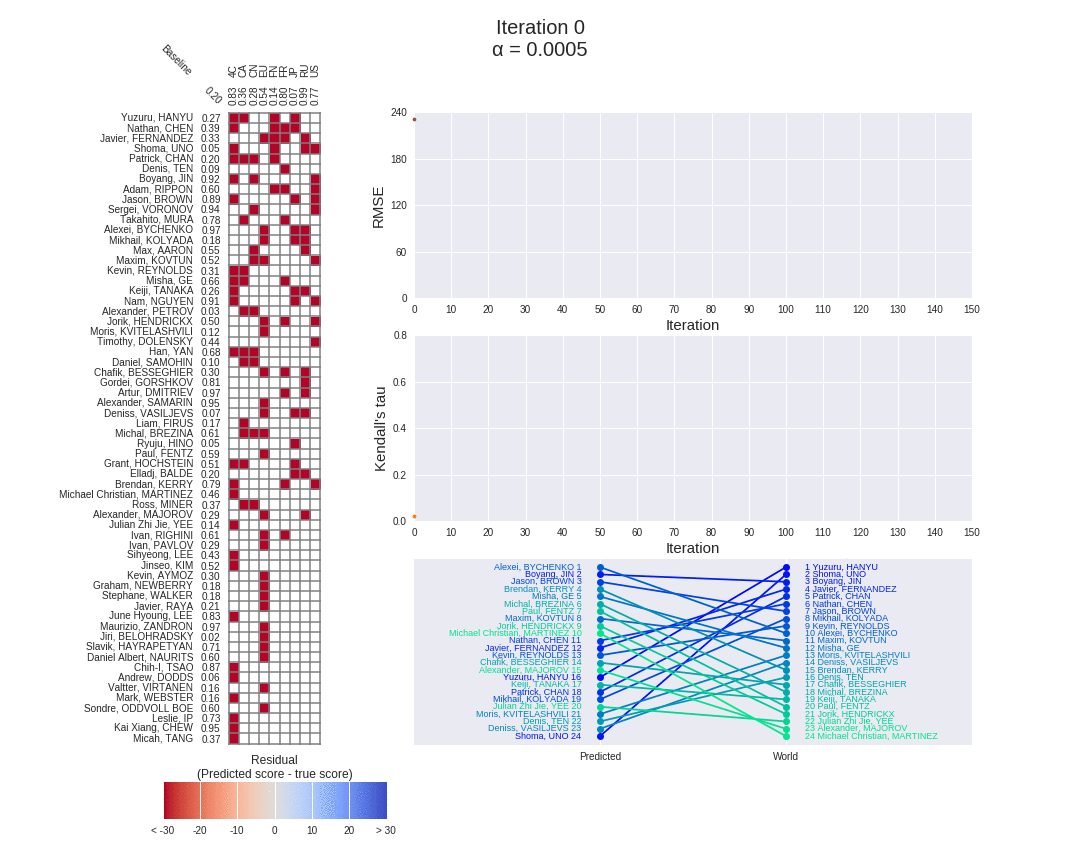 Iteration 0
α = 0.0005
Baseline 4C CA CN EU FN FR JP RU US
0.20 0.83 0.36 0.28 0.54 0.14 0.80 0.07 0.99 0.77
Yuzuru, HANYU 0.27
Nathan, CHEN 0.39
Javier, FERNANDEZ 0.33
Shoma, UNO 0.05
Patrick, CHAN 0.20
Denis, TEN 0.09
Boyang, JIN 0.92
Adam, RIPPON 0.60
Jason, BROWN 0.89
Sergei, VORONOV 0.94
Takahito, MURA 0.78
Alexei, BYCHENKO 0.97
Mikhail, KOLYADA 0.18
Max, AARON 0.55
Maxim, KOVTUN 0.52
Kevin, REYNOLDS 0.31
Misha, GE 0.66
Keiji, TANAKA 0.26
Nam, NGUYEN 0.91
Alexander, PETROV 0.03
Jorik, HENDRICKX 0.50
Moris, KVITELASHVILI 0.12
Timothy, DOLENSKY 0.44
Han, YAN 0.68
Daniel, SAMOHIN 0.10
Chafik, BESSEGHIER 0.30
Gordei, GORSHKOV 0.81
Artur, DMITRIEV 0.97
Alexander, SAMARIN 0.95
Deniss, VASILJEVS 0.07
Liam, FIRUS 0.17
Michal, BREZINA 0.61
Ryuju, HINO 0.05
Paul, FENTZ 0.59
Grant, HOCHSTEIN 0.51
Elladj, BALDE 0.20
Brendan, KERRY 0.79
Michael Christian, MARTINEZ 0.46
Ross, MINER 0.37
Alexander, MAJOROV 0.29
Julian Zhi Jie, YEE 0.14
Ivan, RIGHINI 0.61
Ivan, PAVLOV 0.29
Sihyeong, LEE 0.43
Jinseo, KIM 0.52
Kevin, AYMOZ 0.30
Graham, NEWBERRY 0.18
Stephane, WALKER 0.18
Javier, RAYA 0.21
June Hyoung, LEE 0.83
Maurizio, ZANDRON 0.97
Jiri, BELOHRADSKY 0.02
Slavik, HAYRAPETYAN 0.71
Daniel Albert, NAURITS 0.60
Chih-I, TSAO 0.87
Andrew, DODDS 0.06
Valtter, VIRTANEN 0.16
Mark, WEBSTER 0.16
Sondre, ODDVOLL BOE 0.60
Leslie, IP 0.73
Kai Xiang, CHEW 0.95
Micah, TANG 0.37
Residual
(Predicted score - true score)
< -30 -20 -10 0 10 20 > 30
240
180
120
60
0
RMSE
0 10 20 30 40 50 60 70 80 90 100 110 120 130 140 150
Iteration
0.8
0.6
0.4
0.2
0.0
Kendall's tau
0 10 20 30 40 50 60 70 80 90 100 110 120 130 140 150
Iteration
Alexei, BYCHENKO 1 1 Yuzuru, HANYU
Boyang, JIN 2 2 Shoma, UNO
Jason, BROWN 3 3 Boyang, JIN
Brendan, KERRY 4 4 Javier, FERNANDEZ
Misha, GE 5 5 Patrick, CHAN
Michal, BREZINA 6 6 Nathan, CHEN
Paul, FENTZ 7 7 Jason, BROWN
Maxim, KOVTUN 8 8 Mikhail, KOLYADA
Jorik, HENDRICKX 9 9 Kevin, REYNOLDS
Michael Christian, MARTINEZ 10 10 Alexei, BYCHENKO
Nathan, CHEN 11 11 Maxim, KOVTUN
Javier, FERNANDEZ 12 12 Misha, GE
Kevin, REYNOLDS 13 13 Moris, KVITELASHVILI
Chafik, BESSEGHIER 14 14 Deniss, VASILJEVS
Alexander, MAJOROV 15 15 Brendan, KERRY
Yuzuru, HANYU 16 16 Denis, TEN
Keiji, TANAKA 17 17 Chafik, BESSEGHIER
Patrick, CHAN 18 18 Michal, BREZINA
Mikhail, KOLYADA 19 19 Keiji, TANAKA
Julian Zhi Jie, YEE 20 20 Paul, FENTZ
Moris, KVITELASHVILI 21 21 Jorik, HENDRICKX
Denis, TEN 22 22 Julian Zhi Jie, YEE
Deniss, VASILJEVS 23 23 Alexander, MAJOROV
Shoma, UNO 24 24 Michael Christian, MARTINEZ
Predicted World